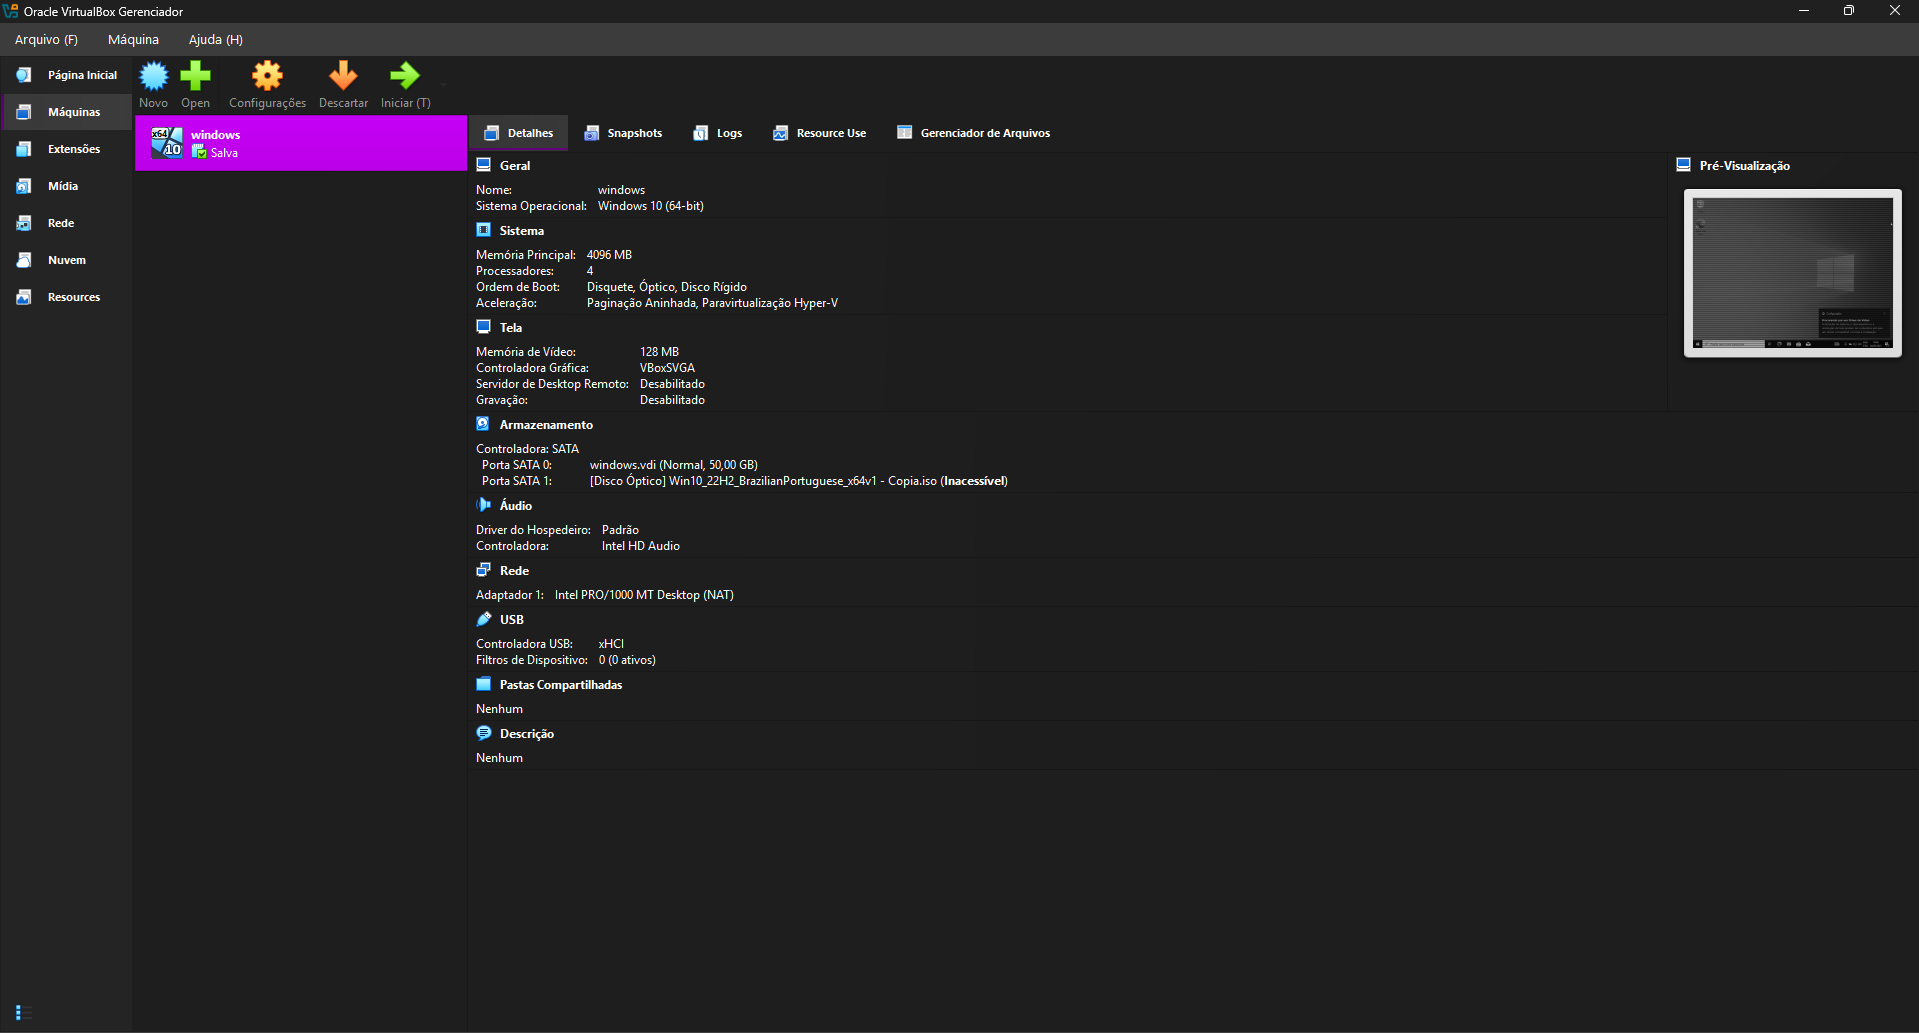 Oracle VirtualBox Gerenciador
Arquivo (F) Máquina Ajuda (H)
Página Inicial
Máquinas
Extensões
Mídia
Rede
Nuvem
Resources
Novo Open Configurações Descartar Iniciar (T)
x64
10
windows
Salva
Detalhes Snapshots Logs Resource Use Gerenciador de Arquivos
Geral
Nome: windows
Sistema Operacional: Windows 10 (64-bit)
Sistema
Memória Principal: 4096 MB
Processadores: 4
Ordem de Boot: Disquete, Óptico, Disco Rígido
Aceleração: Paginação Aninhada, Paravirtualização Hyper-V
Tela
Memória de Vídeo: 128 MB
Controladora Gráfica: VBoxSVGA
Servidor de Desktop Remoto: Desabilitado
Gravação: Desabilitado
Armazenamento
Controladora: SATA
Porta SATA 0: windows.vdi (Normal, 50,00 GB)
Porta SATA 1: [Disco Óptico] Win10_22H2_BrazilianPortuguese_x64v1 - Copia.iso (Inacessível)
Áudio
Driver do Hospedeiro: Padrão
Controladora: Intel HD Audio
Rede
Adaptador 1: Intel PRO/1000 MT Desktop (NAT)
USB
Controladora USB: xHCI
Filtros de Dispositivo: 0 (0 ativos)
Pastas Compartilhadas
Nenhum
Descrição
Nenhum
Pré-Visualização